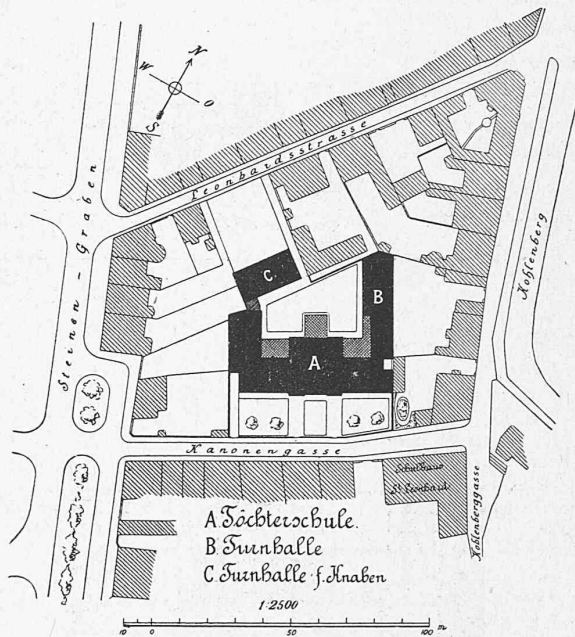 N
W
O
S
Leonhardsstrasse
Steinen-Graben
Kohlenberg
C.
B
A
Kanonengasse
Schulhaus
St. Leonhard
Kohlenberggasse
A. Töchterschule.
B. Turnhalle
C. Turnhalle f. Knaben
1:2500
10 0 50 100 m